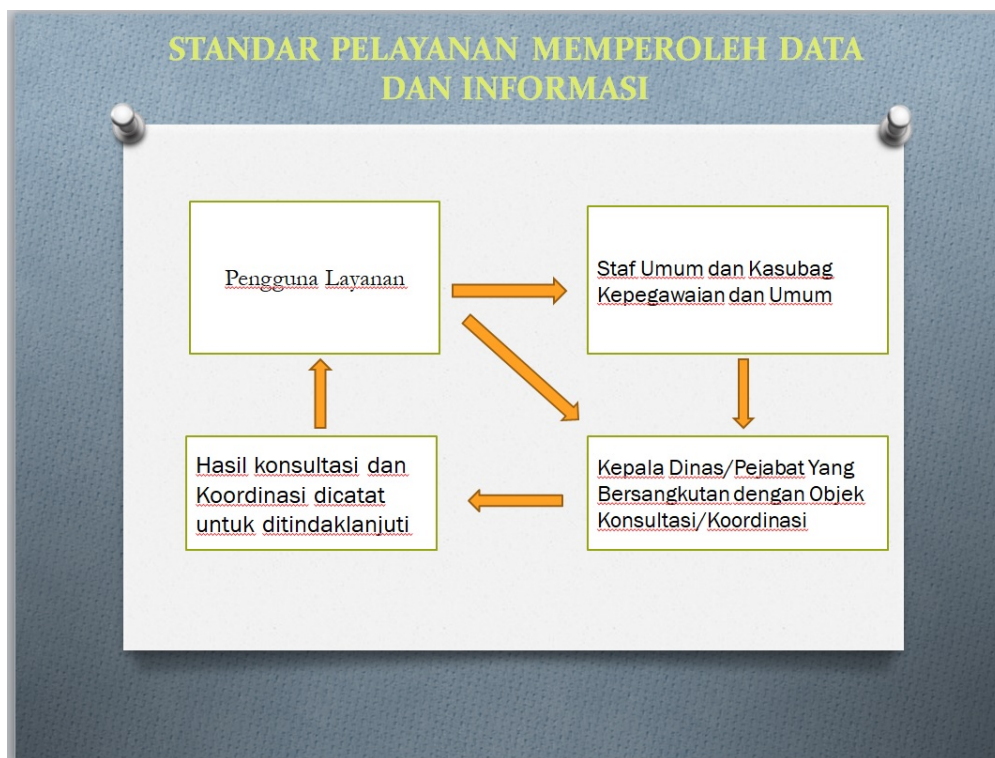 STANDAR PELAYANAN MEMPEROLEH DATA
DAN INFORMASI
Pengguna Layanan
Staf Umum dan Kasubag
Kepegawaian dan Umum
Hasil konsultasi dan
Koordinasi dicatat
untuk ditindaklanjuti
Kepala Dinas/Pejabat Yang
Bersangkutan dengan Objek
Konsultasi/Koordinasi